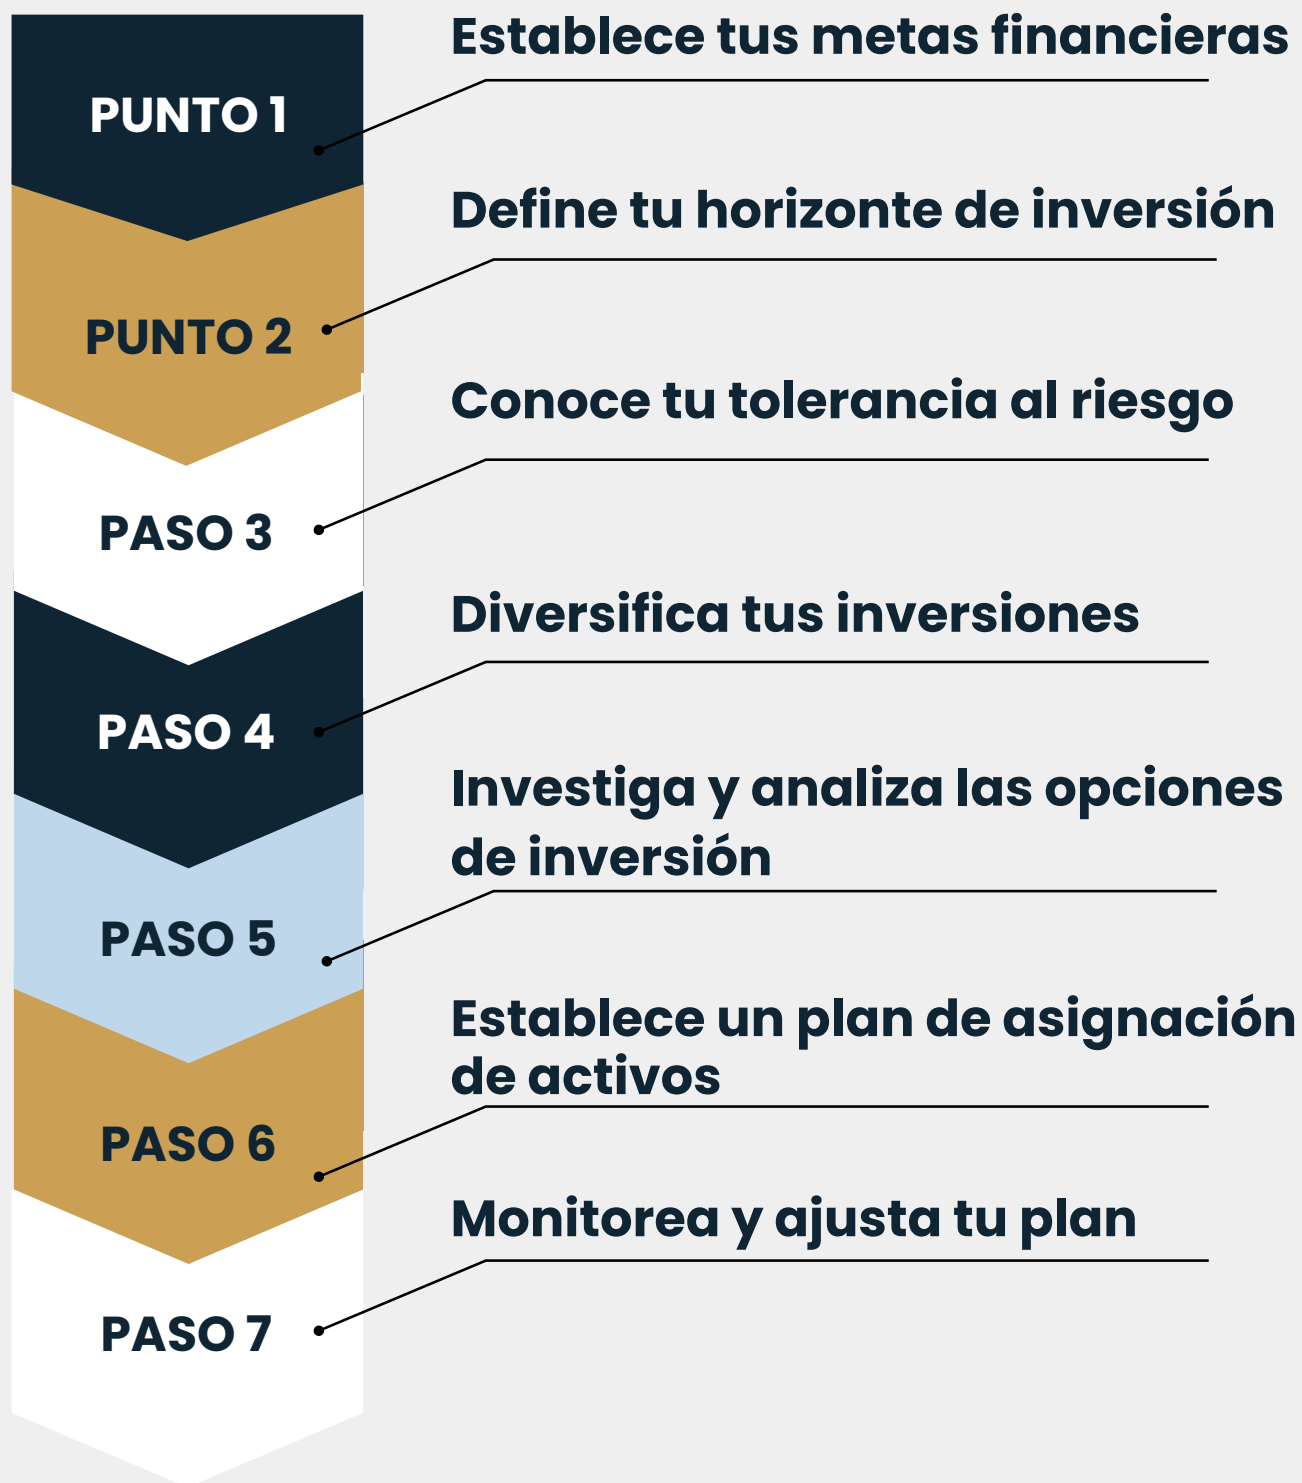 PUNTO 1
Establece tus metas financieras
PUNTO 2
Define tu horizonte de inversión
PASO 3
Conoce tu tolerancia al riesgo
PASO 4
Diversifica tus inversiones
PASO 5
Investiga y analiza las opciones
de inversión
PASO 6
Establece un plan de asignación
de activos
PASO 7
Monitorea y ajusta tu plan